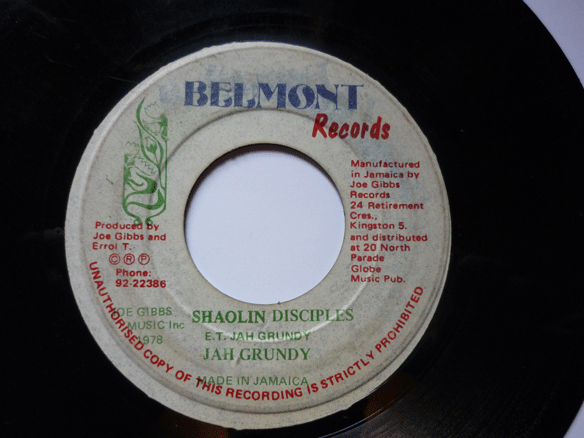 BELMONT
Records
Manufactured
in Jamaica by
Joe Gibbs
Records
24 Retirement
Cres.,
Kingston 5.
and distributed
at 20 North
Parade
Globe
Music Pub.
Produced by
Joe Gibbs and
Errol T.
© Ⓡ Ⓟ
Phone:
92-22386
JOE GIBBS
MUSIC Inc
1978
SHAOLIN DISCIPLES
E.T. JAH GRUNDY
JAH GRUNDY
MADE IN JAMAICA
UNAUTHORISED COPY OF THIS RECORDING IS STRICTLY PROHIBITED